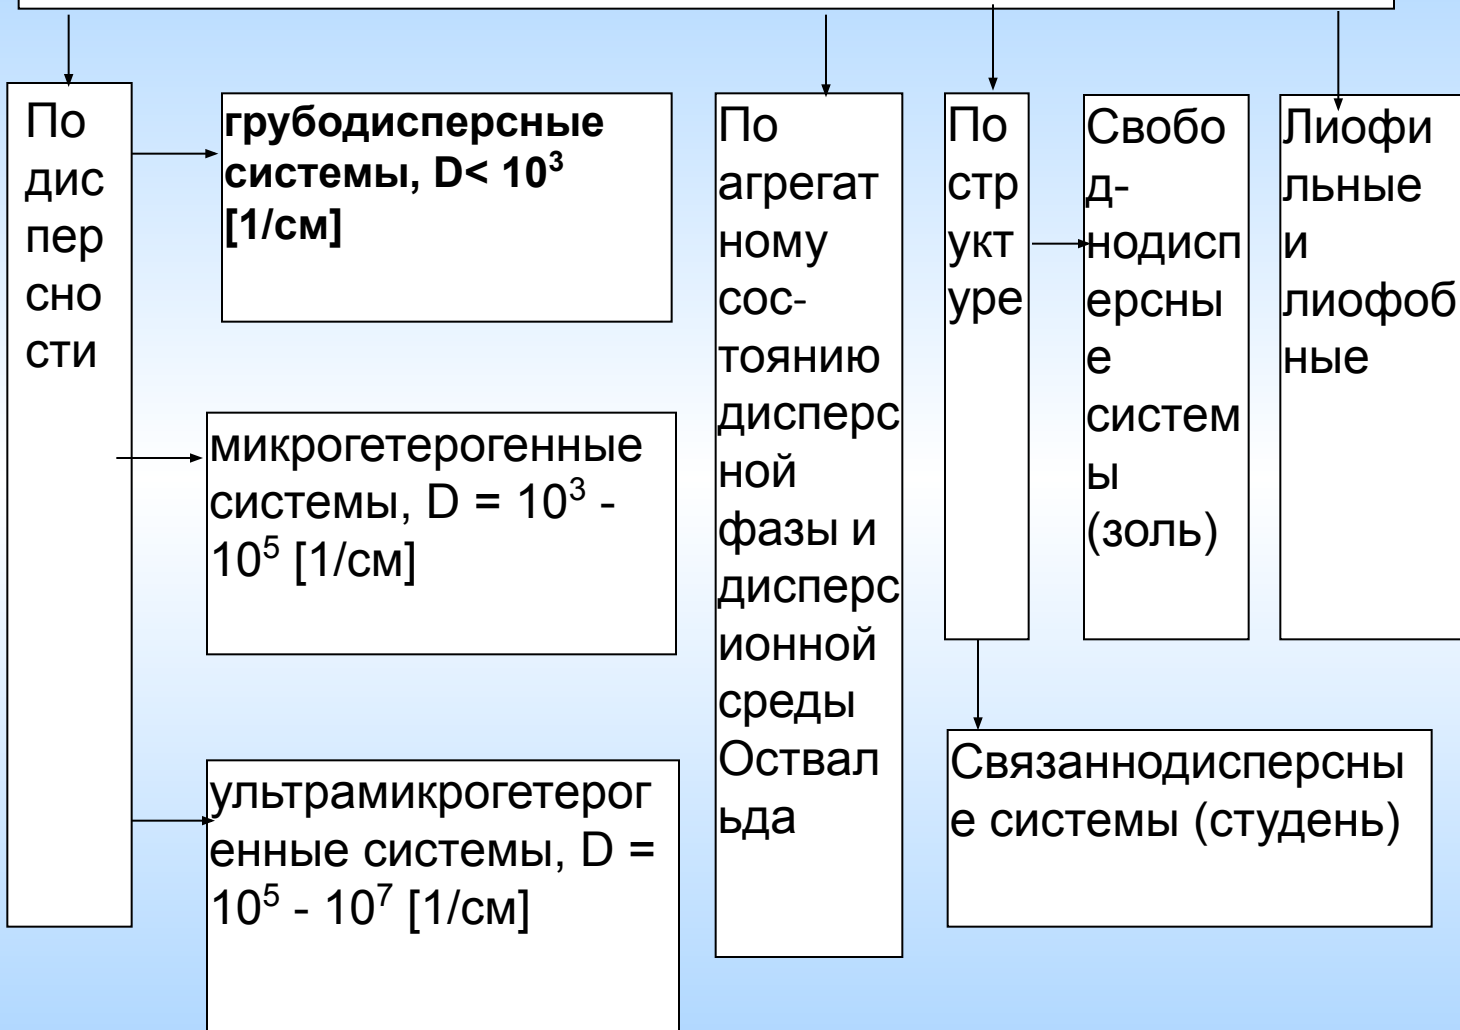 По
дис
пер
сно
сти
грубодисперсные
системы, D< 10³
[1/см]
микрогетерогенные
системы, D = 10³ -
10⁵ [1/см]
ультрамикрогетерог
енные системы, D =
10⁵ - 10⁷ [1/см]
По
агрегат
ному
сос-
тоянию
дисперс
ной
фазы и
дисперс
ионной
среды
Оствал
ьда
По
стр
укт
уре
Свобо
д-
нодисп
ерсны
е
систем
ы
(золь)
Связаннодисперсны
е системы (студень)
Лиофи
льные
и
лиофоб
ные